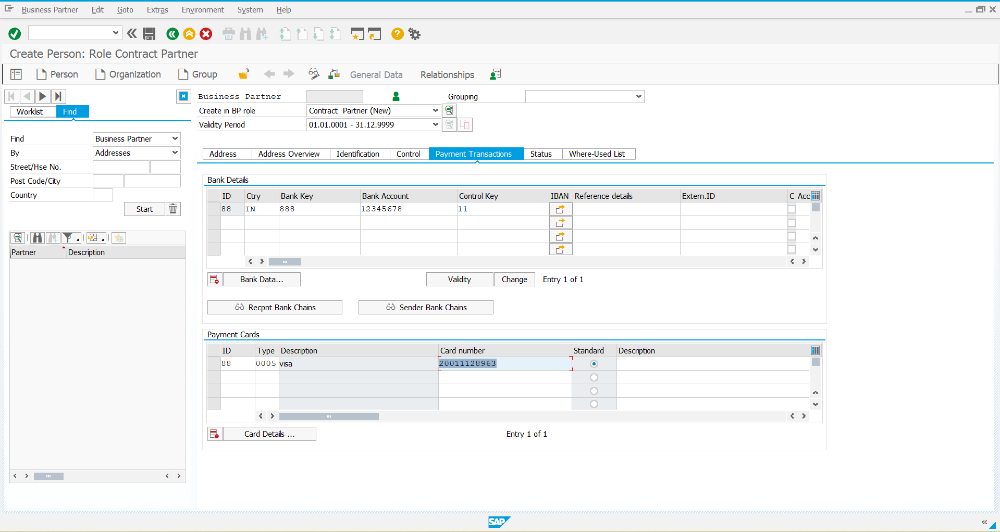 Business Partner Edit Goto Extras Environment System Help
Create Person: Role Contract Partner
Person Organization Group General Data Relationships
Worklist Find
Find Business Partner
By Addresses
Street/Hse No.
Post Code/City
Country
Start
Partner Description
Business Partner Grouping
Create in BP role Contract Partner (New)
Validity Period 01.01.0001 - 31.12.9999
Address Address Overview Identification Control Payment Transactions Status Where-Used List
Bank Details
ID Ctry Bank Key Bank Account Control Key IBAN Reference details Extern.ID C Acc
88 IN 888 12345678 11
Bank Data... Validity Change Entry 1 of 1
Recpnt Bank Chains Sender Bank Chains
Payment Cards
ID Type Description Card number Standard Description
88 0005 visa 20011128963
Card Details ... Entry 1 of 1
SAP